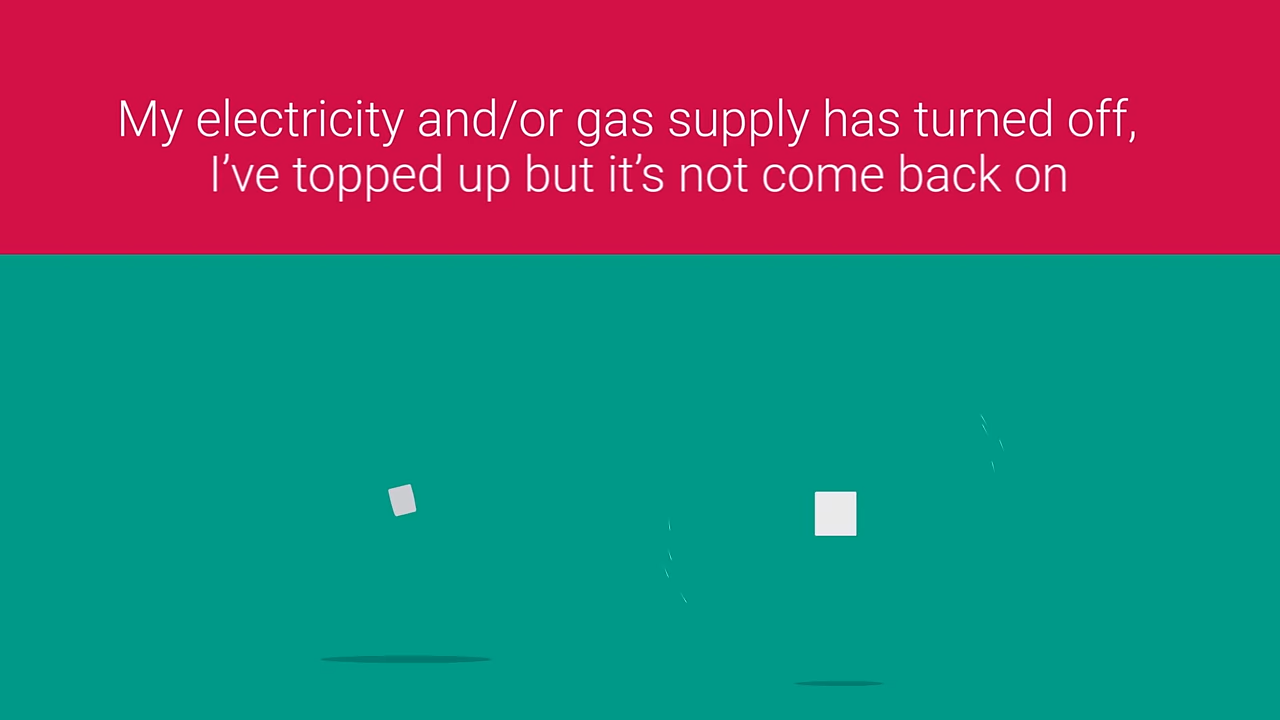 My electricity and/or gas supply has turned off,
I’ve topped up but it’s not come back on